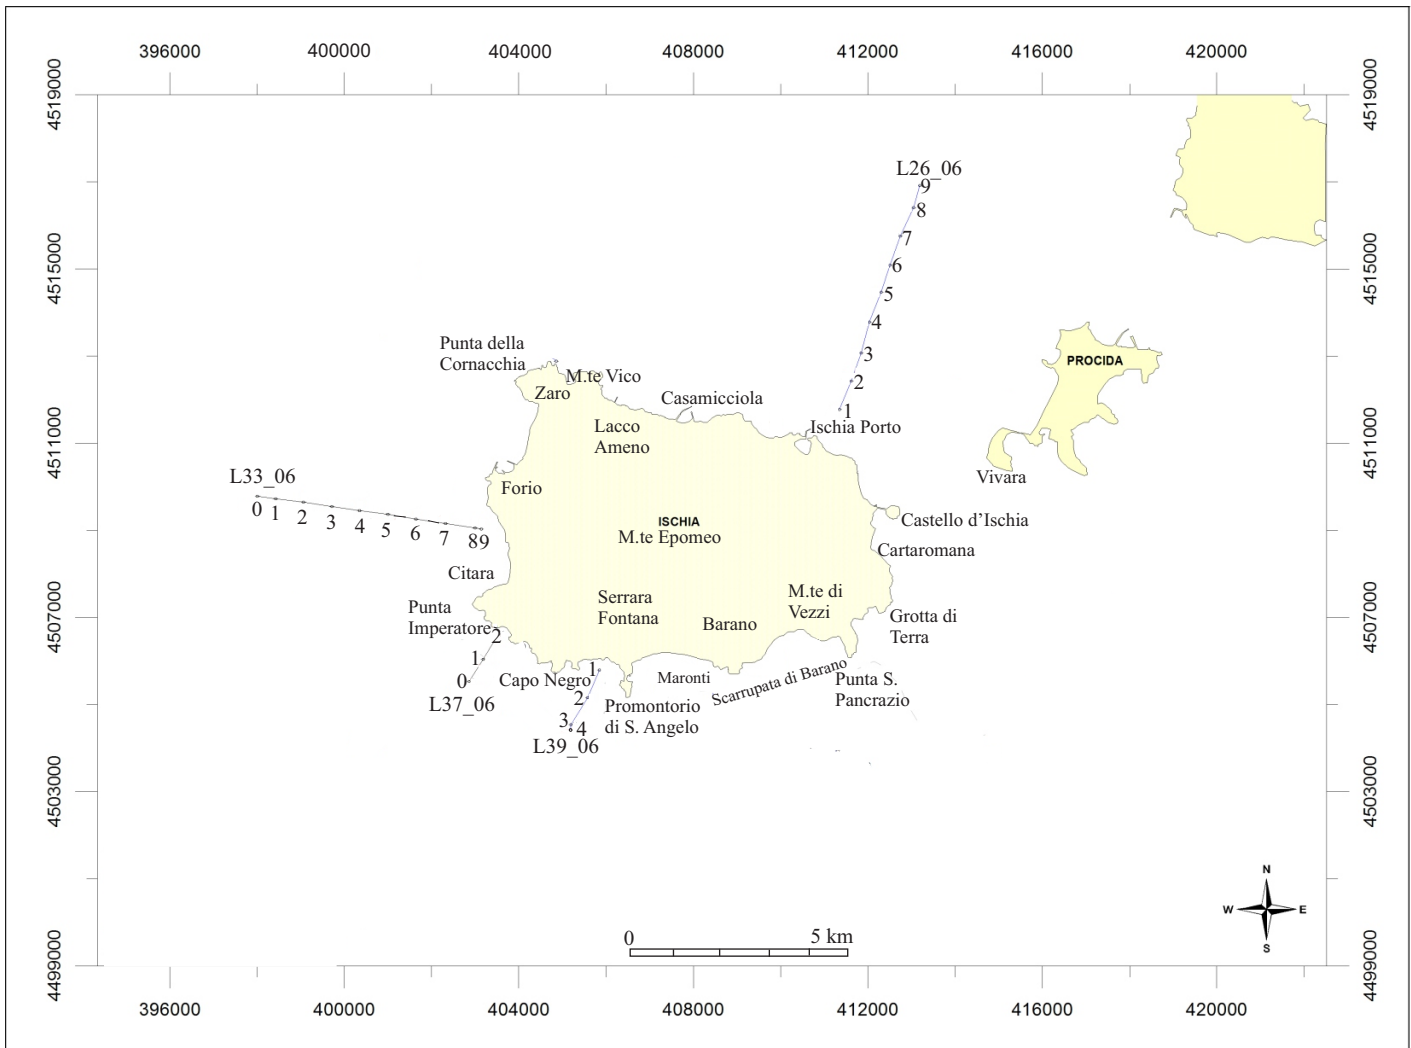 396000 400000 404000 408000 412000 416000 420000
4519000 4519000
L26_06
9
8
7
6
4515000 4515000
5
4
3
Punta della
Cornacchia
PROCIDA
M.te Vico
2
Zaro
Casamicciola
1
Lacco
Ameno
Ischia Porto
4511000 4511000
L33_06
Vivara
Forio
0 1 2 3 4 5 6 7 8 9
ISCHIA
Castello d’Ischia
M.te Epomeo
Cartaromana
Citara
M.te di
Vezzi
Serrara
Fontana
Punta
Imperatore
4507000 4507000
Grotta di
Terra
Barano
2
1
0
L37_06
Capo Negro
1
2
3
4
L39_06
Maronti
Scarrupata di Barano
Punta S.
Pancrazio
Promontorio
di S. Angelo
4503000 4503000
N
W E
S
0 5 km
4499000 4499000
396000 400000 404000 408000 412000 416000 420000